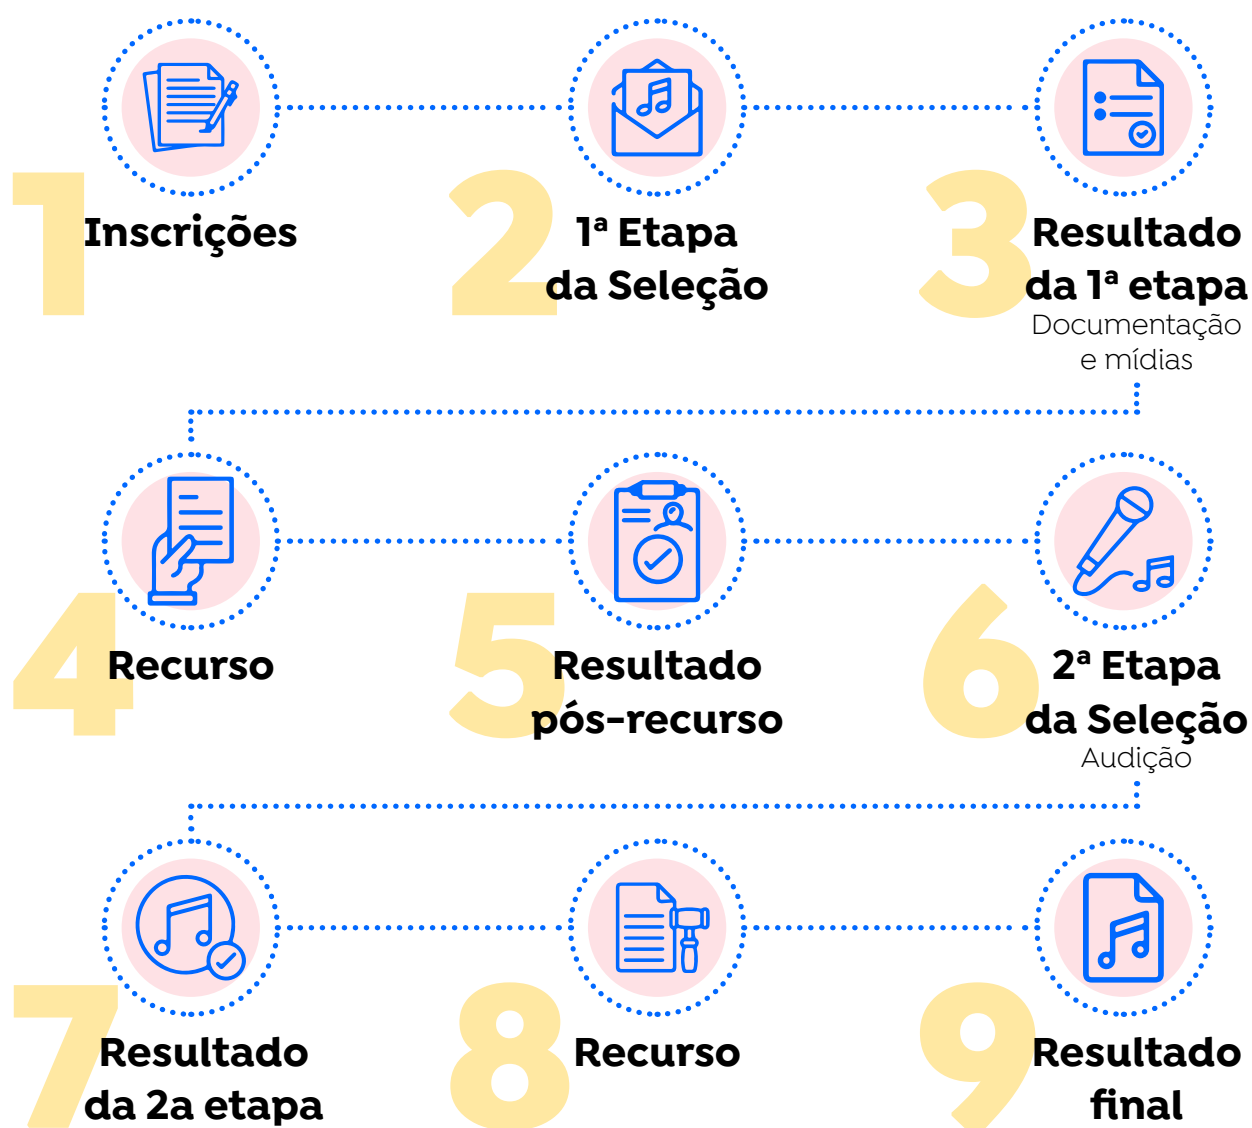 1
Inscrições
2
1ª Etapa
da Seleção
3
Resultado
da 1ª etapa
Documentação
e mídias
4
Recurso
5
Resultado
pós-recurso
6
2ª Etapa
da Seleção
Audição
7
Resultado
da 2a etapa
8
Recurso
9
Resultado
final